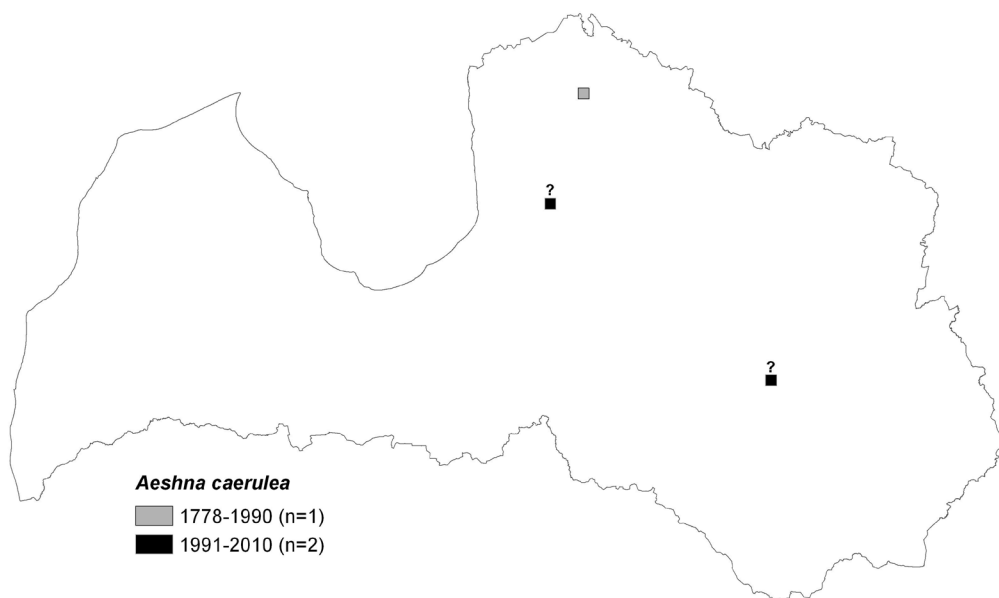 ?
?
Aeshna caerulea
1778-1990 (n=1)
1991-2010 (n=2)